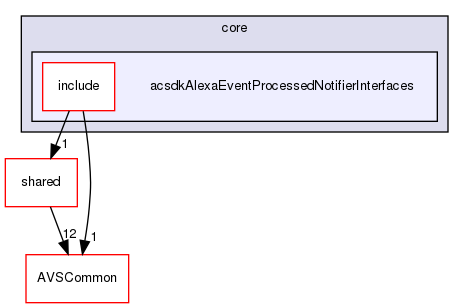 core
include
acsdkAlexaEventProcessedNotifierInterfaces
1
shared
12
1
AVSCommon